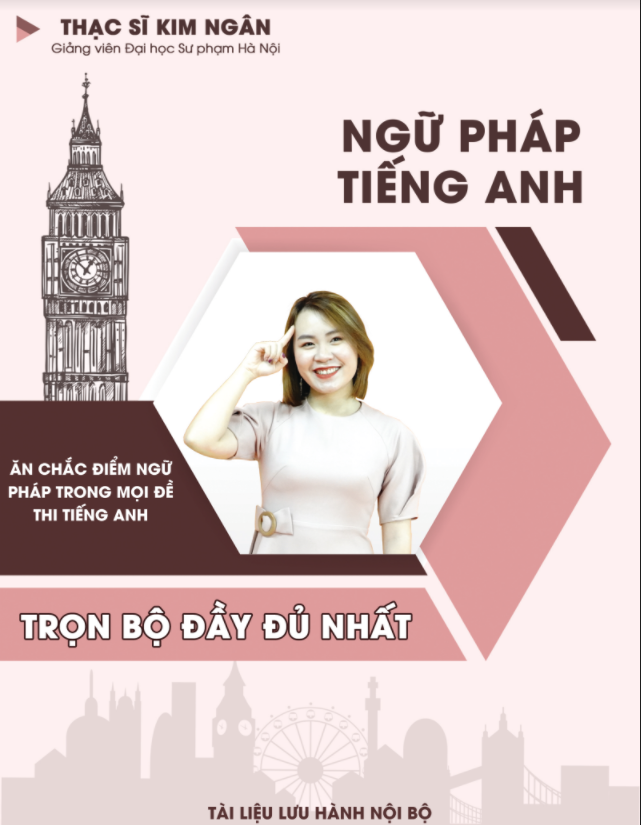 THẠC SĨ KIM NGÂN
Giảng viên Đại học Sư phạm Hà Nội
NGỮ PHÁP
TIẾNG ANH
ĂN CHẮC ĐIỂM NGỮ
PHÁP TRONG MỌI ĐỀ
THI TIẾNG ANH
TRỌN BỘ ĐẦY ĐỦ NHẤT
TÀI LIỆU LƯU HÀNH NỘI BỘ